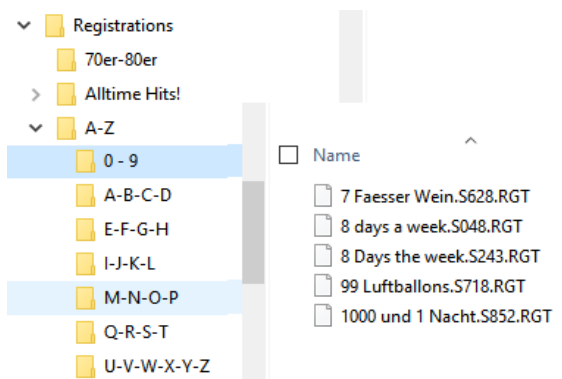 Registrations
70er-80er
Alltime Hits!
A-Z
0 - 9
A-B-C-D
E-F-G-H
I-J-K-L
M-N-O-P
Q-R-S-T
U-V-W-X-Y-Z
Name
7 Faesser Wein.S628.RGT
8 days a week.S048.RGT
8 Days the week.S243.RGT
99 Luftballons.S718.RGT
1000 und 1 Nacht.S852.RGT